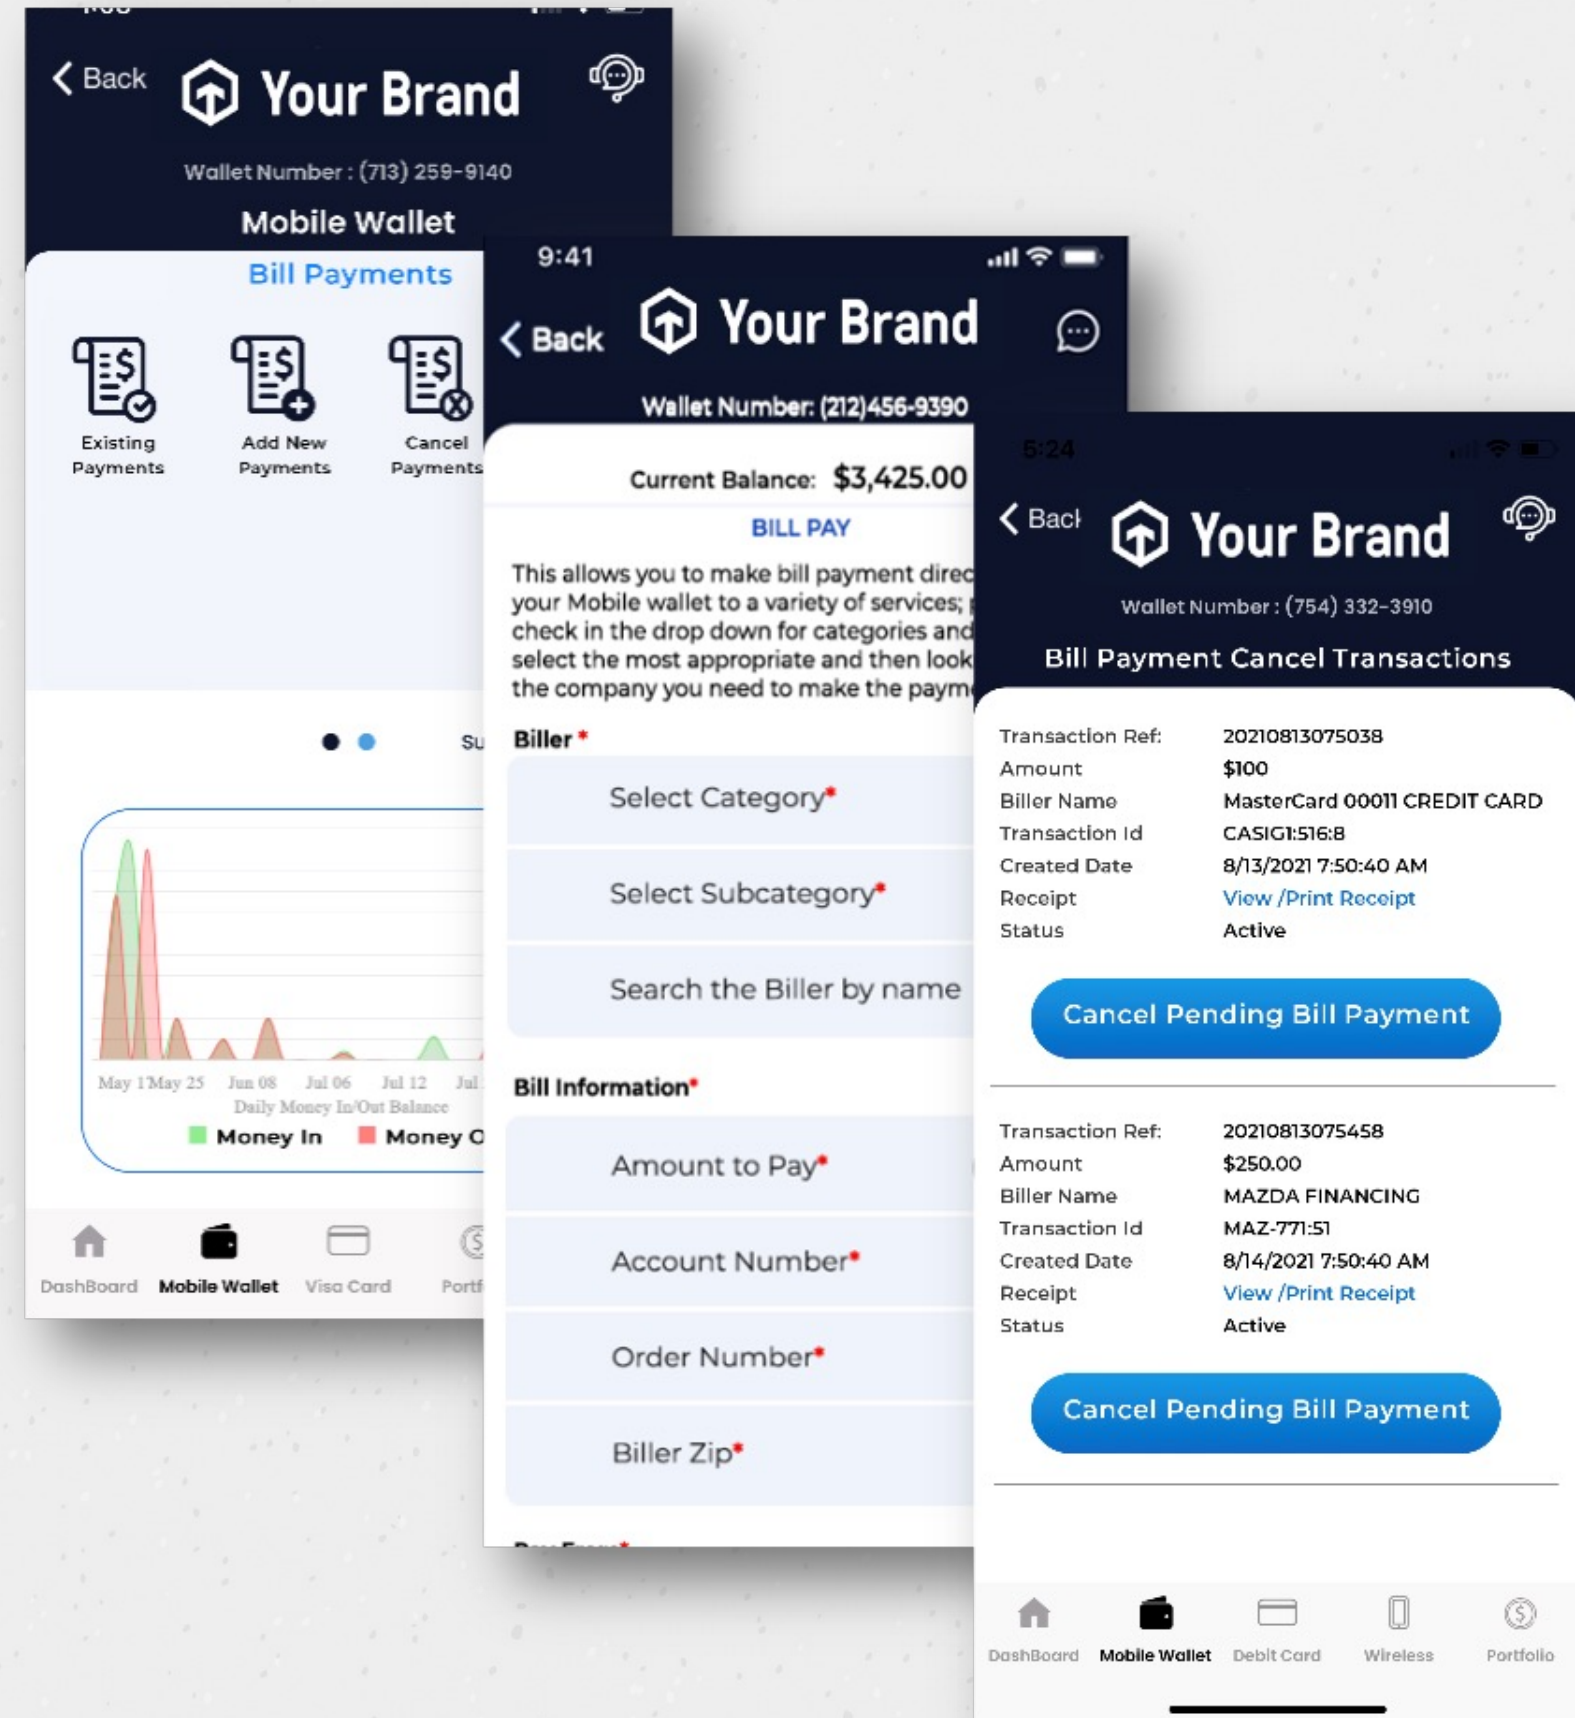 Back
Your Brand
Wallet Number : (713) 259-9140
Mobile Wallet
Bill Payments
Existing Payments
Add New Payments
Cancel Payments
May 25
Jun 08
Jul 06
Jul 12
Jul
Daily Money In/Out Balance
Money In
Money
DashBoard
Mobile Wallet
Visa Card
9:41
Back
Your Brand
Wallet Number: (212)456-9390
Current Balance: $3,425.00
BILL PAY
This allows you to make bill payment
your Mobile wallet to a variety of services;
check in the drop down for categories and
select the most appropriate and then look
the company you need to make the
Biller *
Select Category*
Select Subcategory*
Search the Biller by name
Bill Information*
Amount to Pay*
Account Number*
Order Number*
Biller Zip*
5:24
Your Brand
Wallet Number : (754) 332-3910
Bill Payment Cancel Transactions
Transaction Ref: 20210813075038
Amount $100
Biller Name MasterCard 00011 CREDIT CARD
Transaction Id CASIG1:516:8
Created Date 8/13/2021 7:50:40 AM
Receipt View /Print Receipt
Status Active
Cancel Pending Bill Payment
Transaction Ref: 20210813075458
Amount $250.00
Biller Name MAZDA FINANCING
Transaction Id MAZ-771:51
Created Date 8/14/2021 7:50:40 AM
Receipt View /Print Receipt
Status Active
Cancel Pending Bill Payment
DashBoard
Mobile Wallet
Debit Card
Wireless
Portfolio